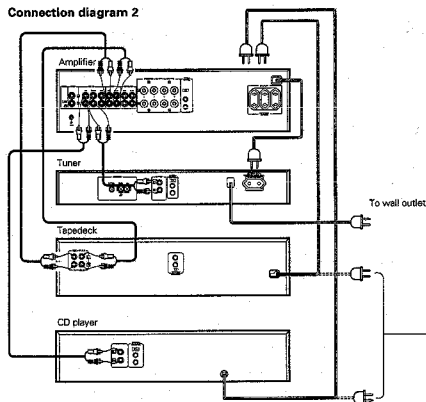 Connection diagram 2
Amplifier
Tuner
To wall outlet
Tapedeck
CD player